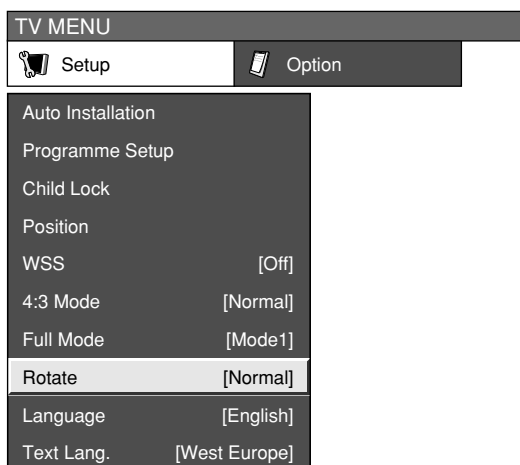 TV MENU
Setup Option
Auto Installation
Programme Setup
Child Lock
Position
WSS [Off]
4:3 Mode [Normal]
Full Mode [Mode1]
Rotate [Normal]
Language [English]
Text Lang. [West Europe]